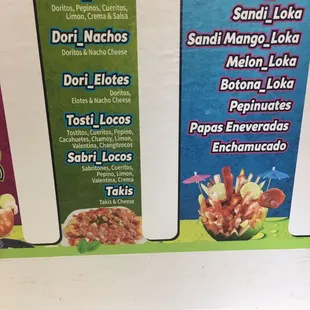 Doritos, Pepinos, Cueritos,
Limon, Crema & Salsa
Dori_Nachos
Doritos & Nacho Cheese
Dori_Elotes
Doritos,
Elotes & Nacho Cheese
Tosti_Locos
Tostitos, Cueritos, Pepino,
Cacahuetes, Chamoy, Limon,
Valentina, Changitrocos
Sabri_Locos
Sabritones, Cueritos,
Pepino, Limon,
Valentina, Crema
Takis
Takis & Cheese
Sandi_Loka
Sandi Mango_Loka
Melon_Loka
Botona_Loka
Pepinuates
Papas Eneveradas
Enchamucado